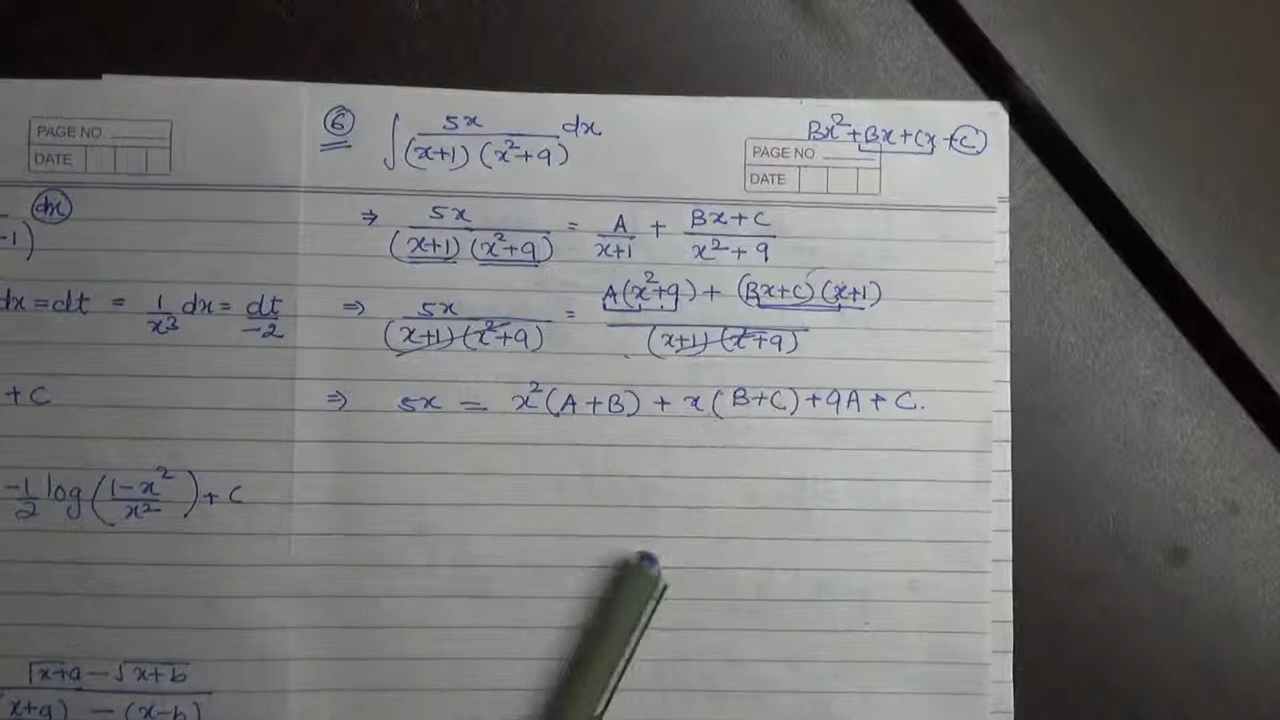 PAGE NO.
DATE
dx
-1)
dx = dt = 1/x³ dx = dt/-2
+ C
-1/2 log((1-x²)/x²) + C
√x+a - √x+b
x+a) - (x-b)
⑥ ∫ 5x/((x+1)(x²+9)) dx
Bx²+Bx+Cx+C
PAGE NO.
DATE
⇒ 5x/((x+1)(x²+9)) = A/(x+1) + (Bx+C)/(x²+9)
⇒ 5x/((x+1)(x²+9)) = (A(x²+9) + (Bx+C)(x+1))/((x+1)(x²+9))
⇒ 5x = x²(A+B) + x(B+C)+9A+C.